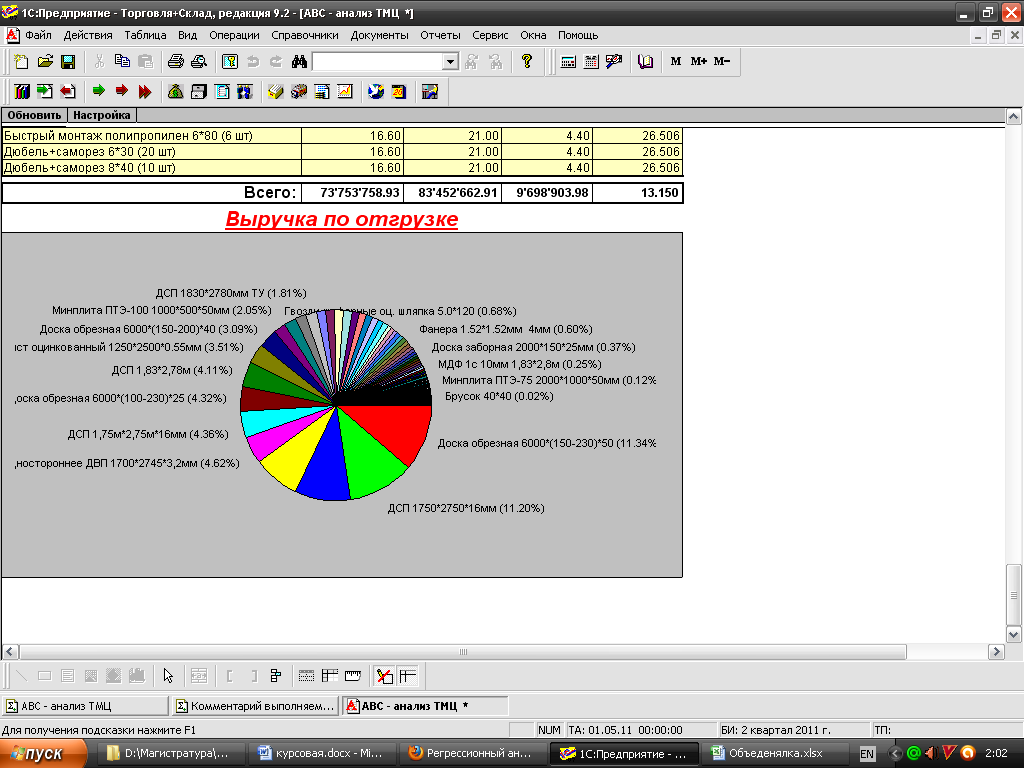 1С:Предприятие - Торговля+Склад, редакция 9.2 - [ABC - анализ ТМЦ *]
Файл Действия Таблица Вид Операции Справочники Документы Отчеты Сервис Окна Помощь
M M+ M-
Обновить Настройка
Быстрый монтаж полипропилен 6*80 (6 шт) 16.60 21.00 4.40 26.506
Дюбель+саморез 6*30 (20 шт) 16.60 21.00 4.40 26.506
Дюбель+саморез 8*40 (10 шт) 16.60 21.00 4.40 26.506
Всего: 73'753'758.93 83'452'662.91 9'698'903.98 13.150
Выручка по отгрузке
ДСП 1830*2780мм ТУ (1.81%)
Минплита ПТЭ-100 1000*500*50мм (2.05%) Гвозди оц. шляпка 5.0*120 (0.68%)
Доска обрезная 6000*(150-200)*40 (3.09%) Фанера 1.52*1.52мм 4мм (0.60%)
ист оцинкованный 1250*2500*0.55мм (3.51%) Доска заборная 2000*150*25мм (0.37%)
ДСП 1,83*2,78м (4.11%) МДФ 1с 10мм 1,83*2,8м (0.25%)
Минплита ПТЭ-75 2000*1000*50мм (0.12%
оска обрезная 6000*(100-230)*25 (4.32%) Брусок 40*40 (0.02%)
ДСП 1,75м*2,75м*16мм (4.36%) Доска обрезная 6000*(150-230)*50 (11.34%
ностороннее ДВП 1700*2745*3,2мм (4.62%)
ДСП 1750*2750*16мм (11.20%)
ABC - анализ ТМЦ Комментарий выполняем... ABC - анализ ТМЦ *
Для получения подсказки нажмите F1 NUM ТА: 01.05.11 00:00:00 БИ: 2 квартал 2011 г. ТП:
пуск D:\Магистратура\... курсовая.docx - Mi... Регрессионный ан... 1С:Предприятие - ... Объеденялка.xlsx EN 2:02